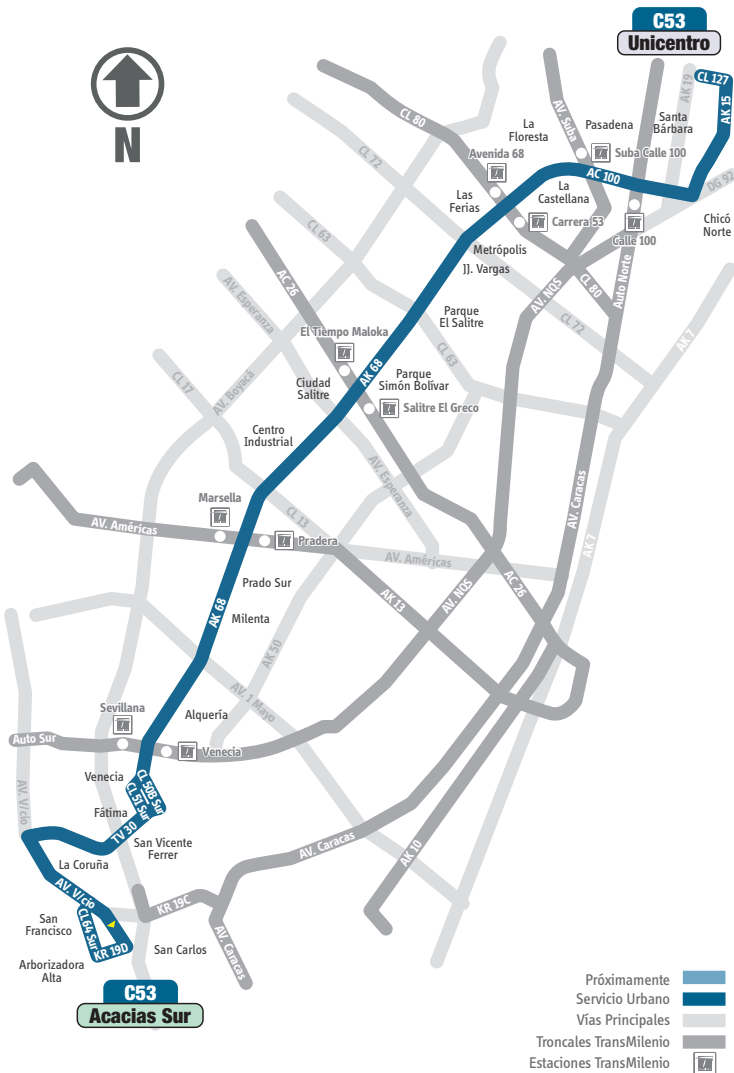 C53
Unicentro
CL 127
AK 19
AK 15
Santa
Bárbara
CL 80
AV. Suba
Pasadena
La
Floresta
Suba Calle 100
Avenida 68
CL 72
AC 100
DG 92
La
Castellana
Las
Ferias
Carrera 53
Chicó
Norte
Calle 100
N
CL 63
Metrópolis
JJ. Vargas
AC 26
AV. Esperanza
Auto Norte
CL 80
AV. NQS
Parque
El Salitre
CL 72
AK 7
El Tiempo Maloka
CL 63
AK 68
Parque
Simón Bolívar
CL 17
AV. Boyacá
Ciudad
Salitre
Salitre El Greco
Centro
Industrial
AV. Esperanza
AV. Caracas
Marsella
CL 13
AV. Américas
Pradera
AK 7
AV. Américas
Prado Sur
AC 26
AV. NQS
AK 13
AK 68
Milenta
AK 50
AV. 1 Mayo
Sevillana
Alquería
Auto Sur
Venecia
Venecia
CL 50B Sur
CL 51 Sur
AV. V/cio
Fátima
TV 30
San Vicente
Ferrer
AV. Caracas
AK 10
La Coruña
AV. V/cio
KR 19C
San
Francisco
CL 64 Sur
KR 19D
San Carlos
AV. Caracas
Arborizadora
Alta
C53
Acacias Sur
Próximamente
Servicio Urbano
Vías Principales
Troncales TransMilenio
Estaciones TransMilenio